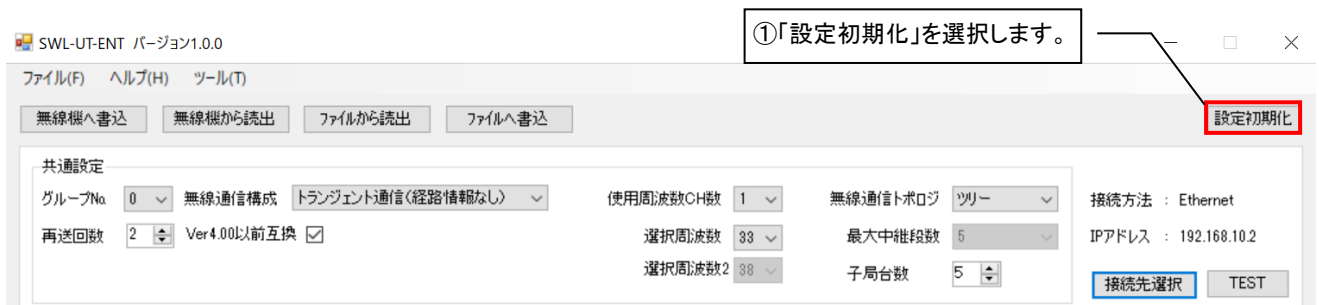 ①「設定初期化」を選択します。
SWL-UT-ENT バージョン1.0.0
ファイル(F) ヘルプ(H) ツール(T)
無線機へ書込 無線機から読出 ファイルから読出 ファイルへ書込 設定初期化
共通設定
グループNo. 0 無線通信構成 トランジェント通信(経路情報なし) 使用周波数CH数 1 無線通信トポロジ ツリー 接続方法 : Ethernet
再送回数 2 Ver4.00以前互換 選択周波数 33 最大中継段数 5 IPアドレス : 192.168.10.2
選択周波数2 38 子局台数 5 接続先選択 TEST